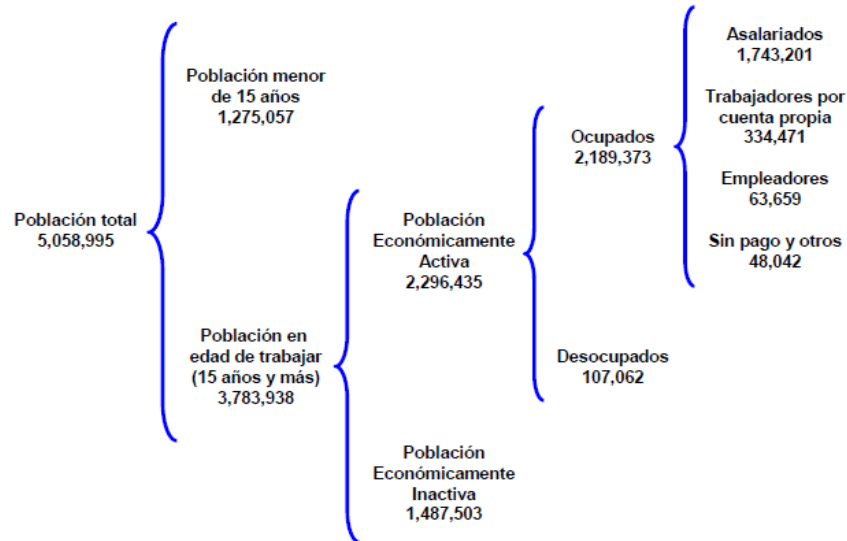 Población total
5,058,995
Población menor
de 15 años
1,275,057
Población en
edad de trabajar
(15 años y más)
3,783,938
Población
Económicamente
Activa
2,296,435
Población
Económicamente
Inactiva
1,487,503
Ocupados
2,189,373
Desocupados
107,062
Asalariados
1,743,201
Trabajadores por
cuenta propia
334,471
Empleadores
63,659
Sin pago y otros
48,042